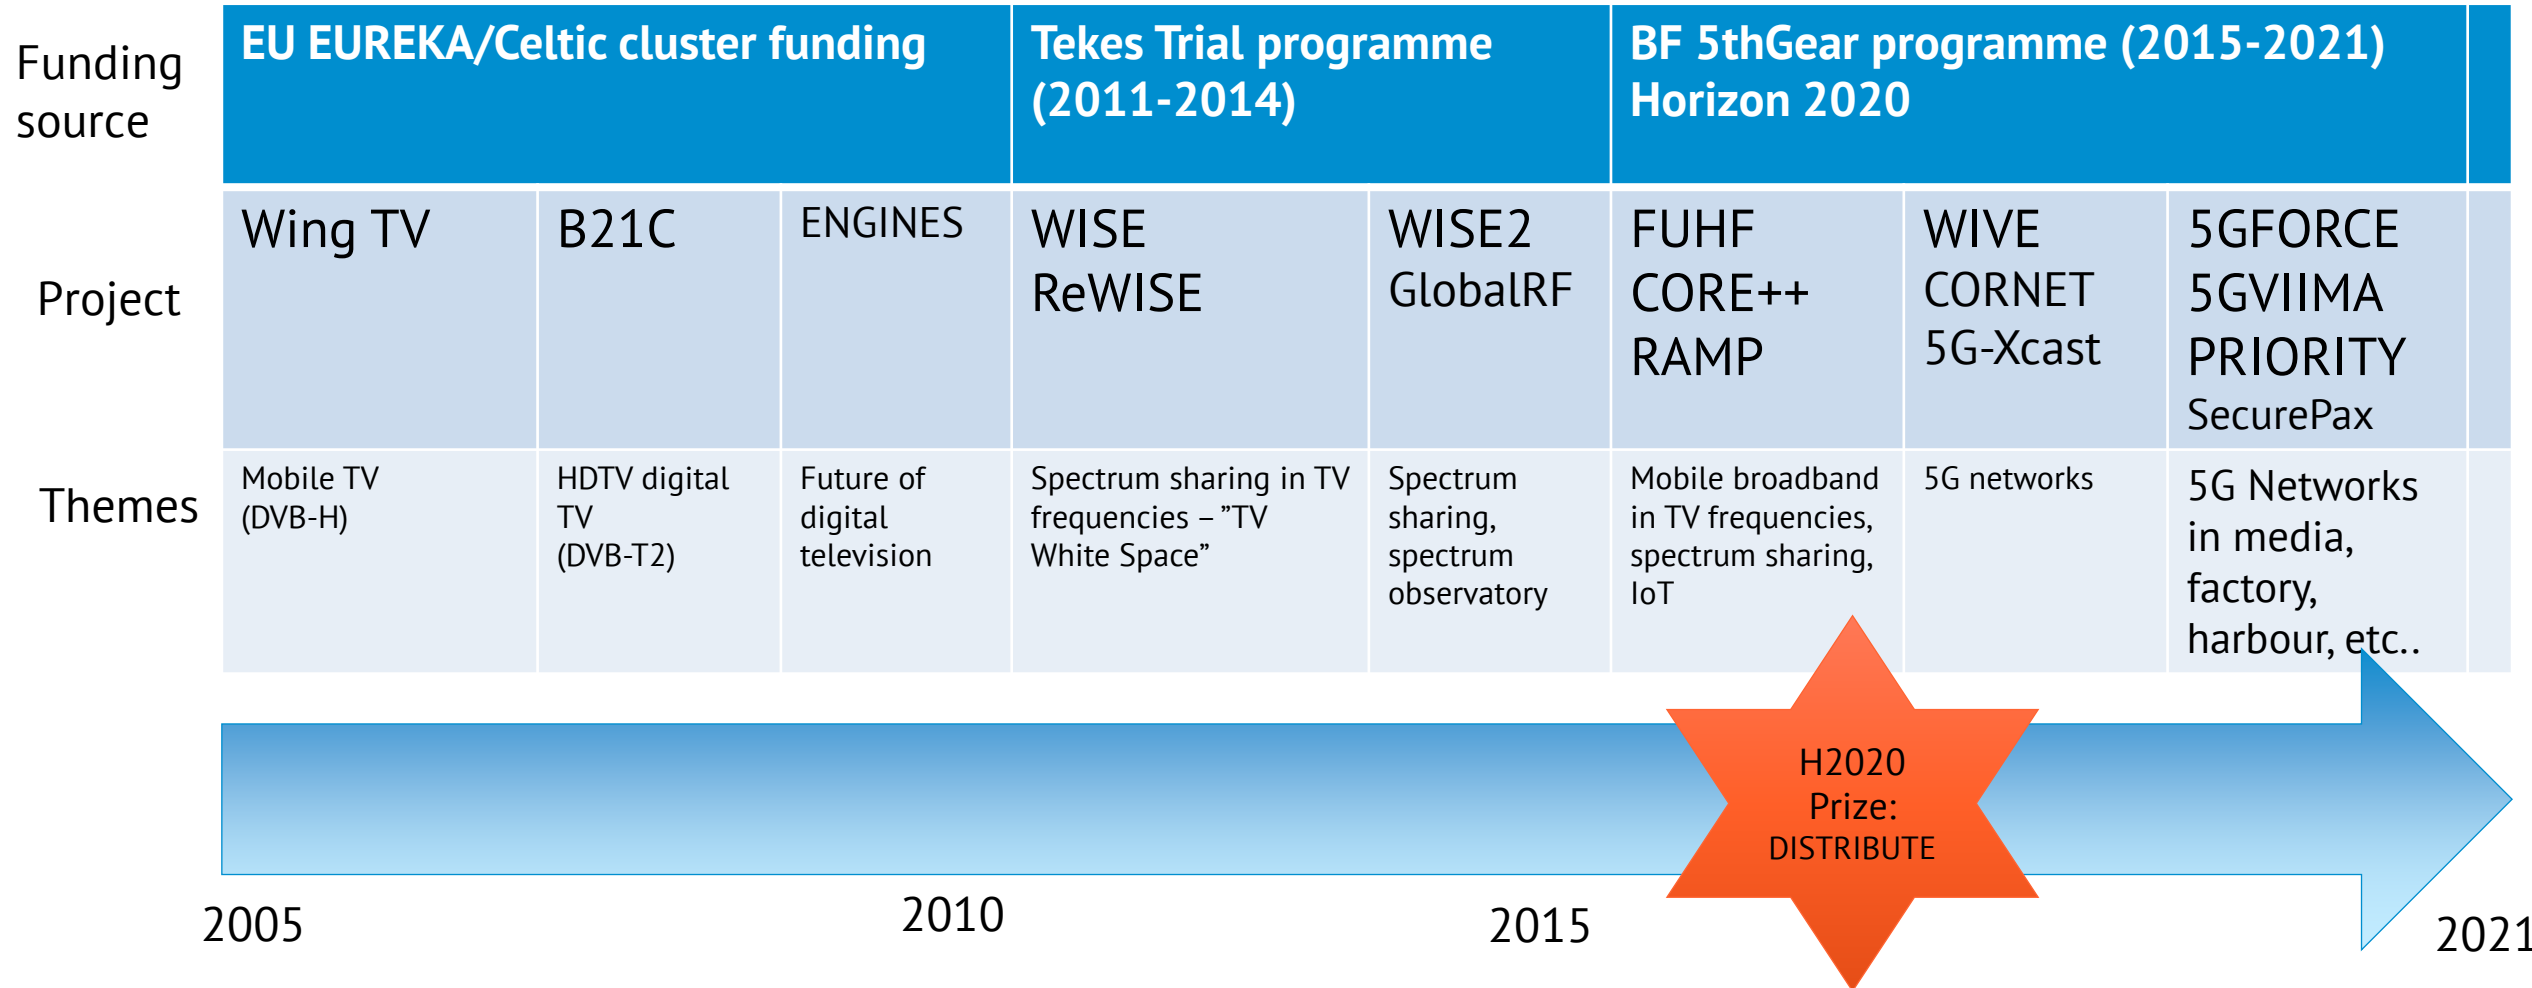 Funding
source
EU EUREKA/Celtic cluster funding
Tekes Trial programme
(2011-2014)
BF 5thGear programme (2015-2021)
Horizon 2020
Project
Wing TV
B21C
ENGINES
WISE
ReWISE
WISE2
GlobalRF
FUHF
CORE++
RAMP
WIVE
CORNET
5G-Xcast
5GFORCE
5GVIIMA
PRIORITY
SecurePax
Themes
Mobile TV
(DVB-H)
HDTV digital
TV
(DVB-T2)
Future of
digital
television
Spectrum sharing in TV
frequencies – ”TV
White Space”
Spectrum
sharing,
spectrum
observatory
Mobile broadband
in TV frequencies,
spectrum sharing,
IoT
5G networks
5G Networks
in media,
factory,
harbour, etc..
H2020
Prize:
DISTRIBUTE
2005
2010
2015
2021